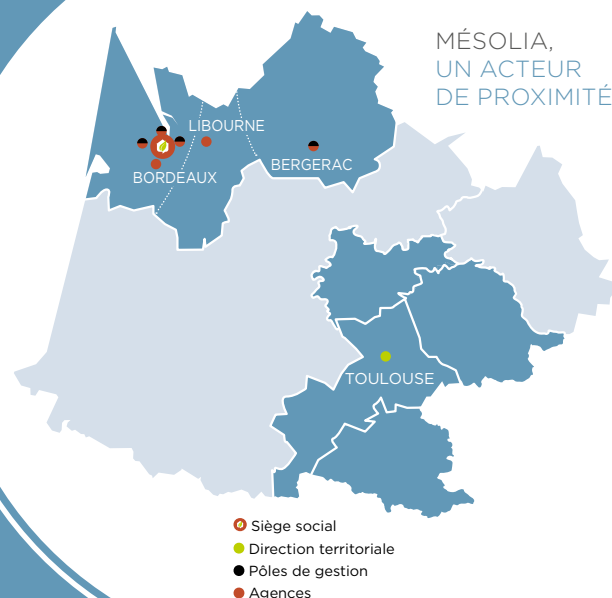 MÉSOLIA,
UN ACTEUR
DE PROXIMITÉ
LIBOURNE
BERGERAC
BORDEAUX
TOULOUSE
Siège social
Direction territoriale
Pôles de gestion
Agences